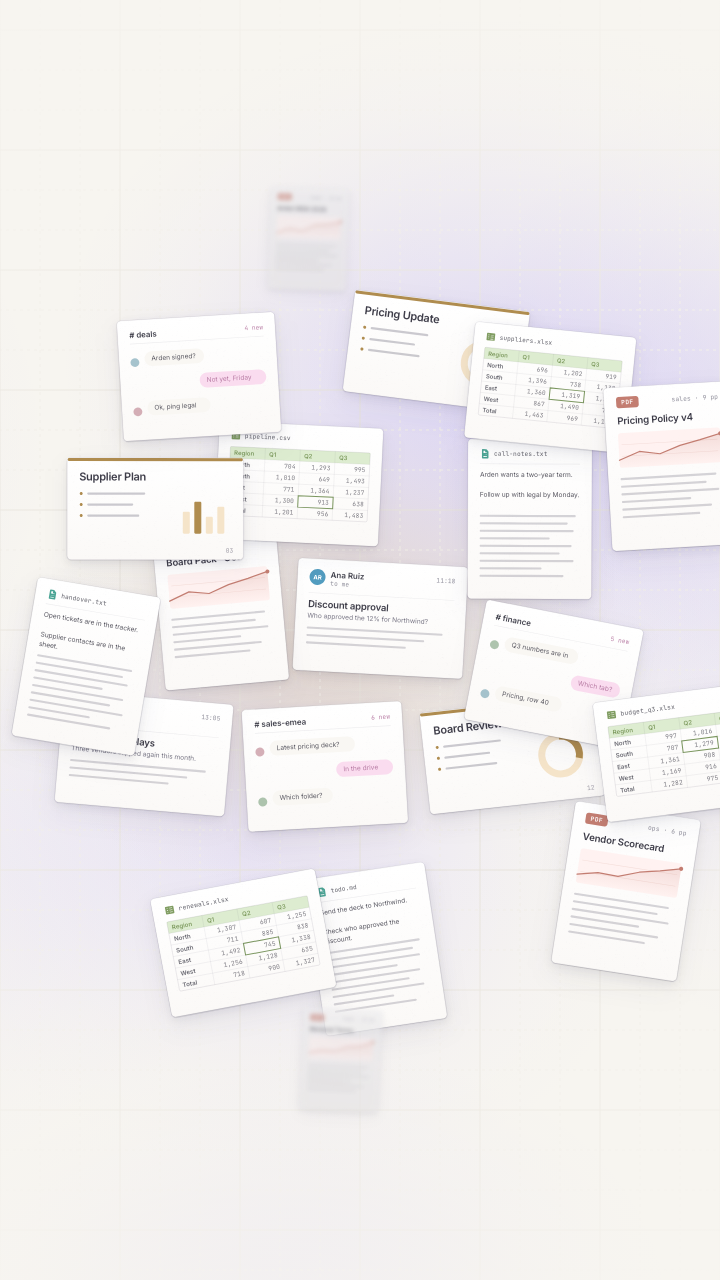 # deals
4 new
Arden signed?
Not yet, Friday
Ok, ping legal
Pricing Update
suppliers.xlsx
Region Q1 Q2 Q3
North 696 1,202 919
South 1,396 738
East 1,360 1,319
West 867 1,490
Total 1,463 969
PDF
sales · 9 pp
Pricing Policy v4
pipeline.csv
Q1 Q2 Q3
704 1,293 995
1,010 649 1,493
771 1,364 1,237
1,300 913 638
1,201 956 1,483
Supplier Plan
03
call-notes.txt
Arden wants a two-year term.
Follow up with legal by Monday.
Board Pack
AR
Ana Ruiz
to me
11:18
Discount approval
Who approved the 12% for Northwind?
handover.txt
Open tickets are in the tracker.
Supplier contacts are in the
sheet.
# finance
5 new
Q3 numbers are in
Which tab?
Pricing, row 40
13:05
again this month.
# sales-emea
6 new
Latest pricing deck?
In the drive
Which folder?
Board Review
12
budget_q3.xlsx
Region Q1 Q2
North 997 1,016
South 707 1,279
East 1,361 908
West 1,169 916
Total 1,282 975
PDF
ops · 6 pp
Vendor Scorecard
renewals.xlsx
Region Q1 Q2 Q3
North 1,387 607 1,255
South 711 885 838
East 1,492 745 1,338
West 1,256 1,128 635
Total 718 900 1,327
todo.md
the deck to Northwind.
who approved the